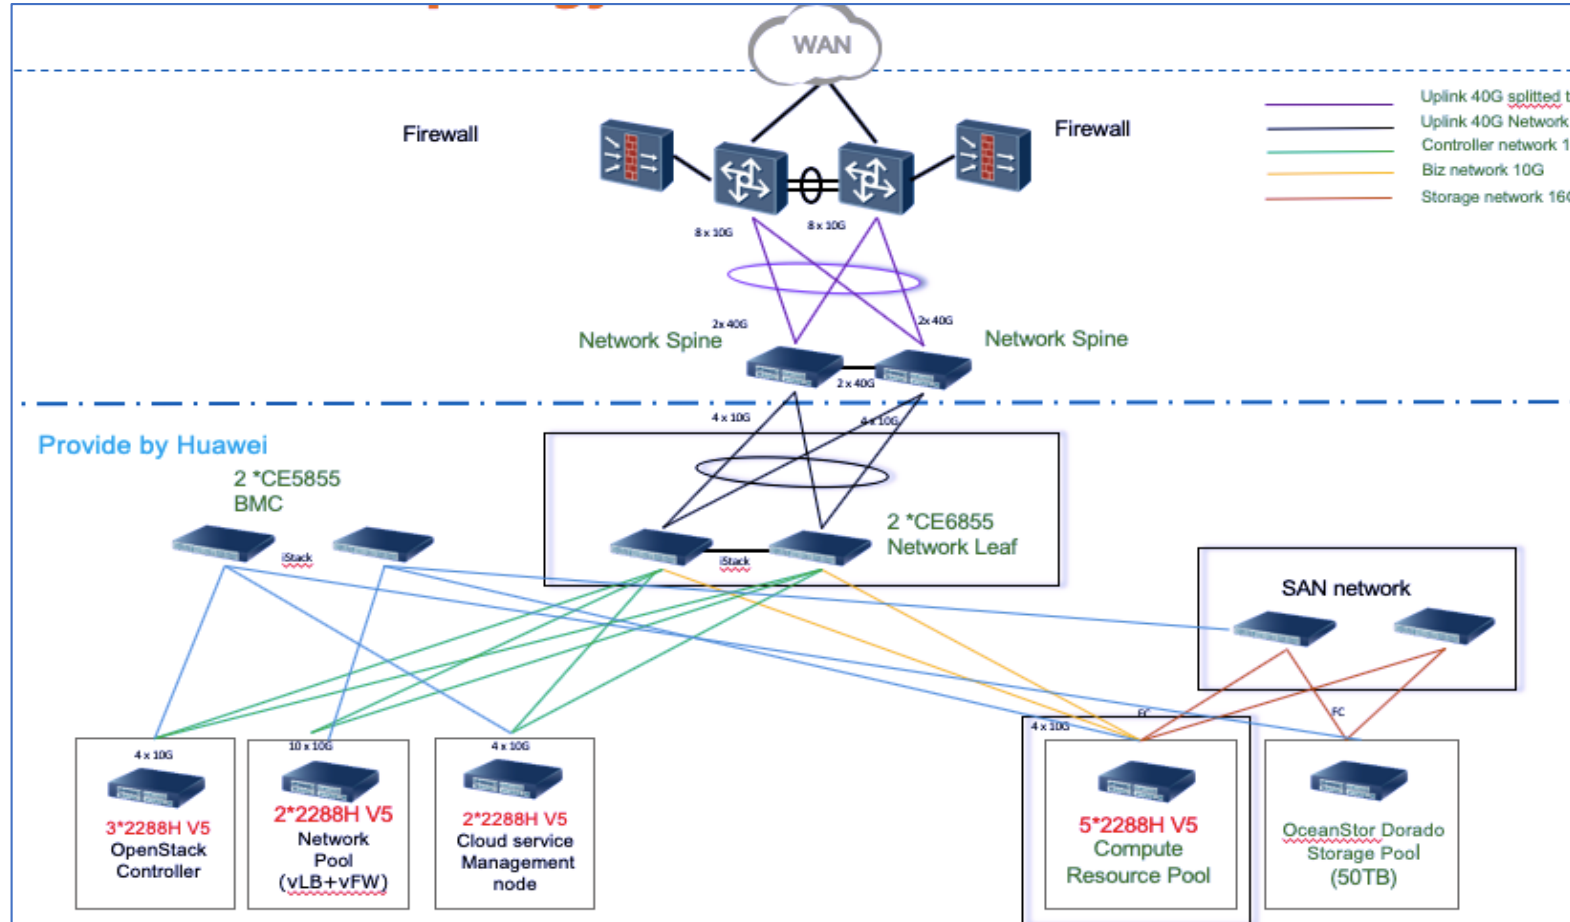 WAN
Firewall
Firewall
Uplink 40G splitted t
Uplink 40G Network
Controller network 1
Biz network 10G
Storage network 16G
8 x 10G
8 x 10G
2x 40G
2x 40G
Network Spine
Network Spine
2 x 40G
4 x 10G
4 x 10G
Provide by Huawei
2 *CE5855
BMC
iStack
2 *CE6855
Network Leaf
iStack
SAN network
FC
FC
4 x 10G
10 x 10G
4 x 10G
4 x 10G
3*2288H V5
OpenStack
Controller
2*2288H V5
Network
Pool
(vLB+vFW)
2*2288H V5
Cloud service
Management
node
5*2288H V5
Compute
Resource Pool
OceanStor Dorado
Storage Pool
(50TB)